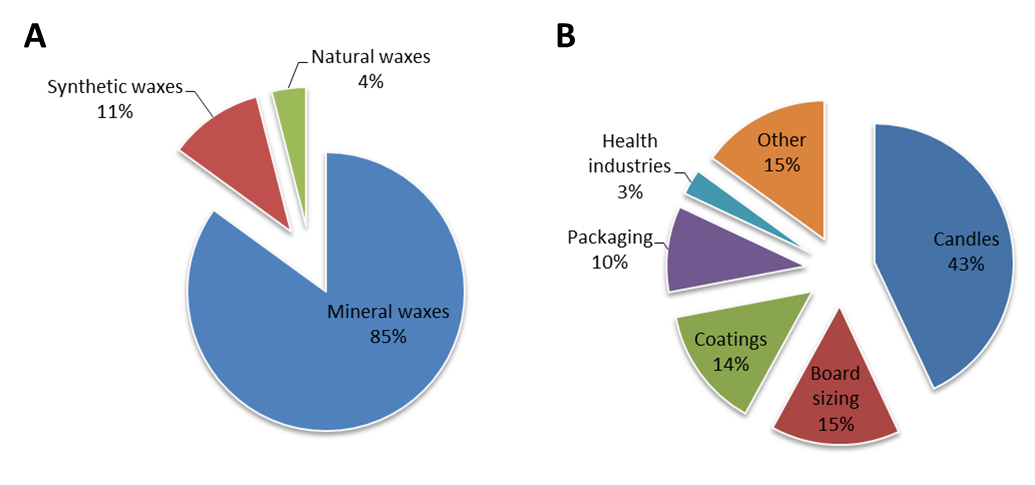 A
Natural waxes
4%
Synthetic waxes
11%
Mineral waxes
85%
B
Other
15%
Health
industries
3%
Candles
43%
Packaging
10%
Coatings
14%
Board
sizing
15%